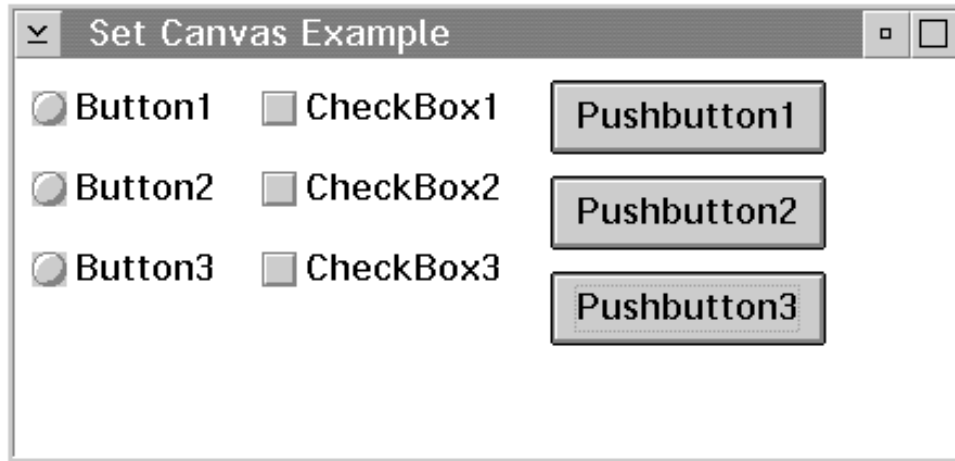 Set Canvas Example
Button1 CheckBox1 Pushbutton1
Button2 CheckBox2 Pushbutton2
Button3 CheckBox3 Pushbutton3